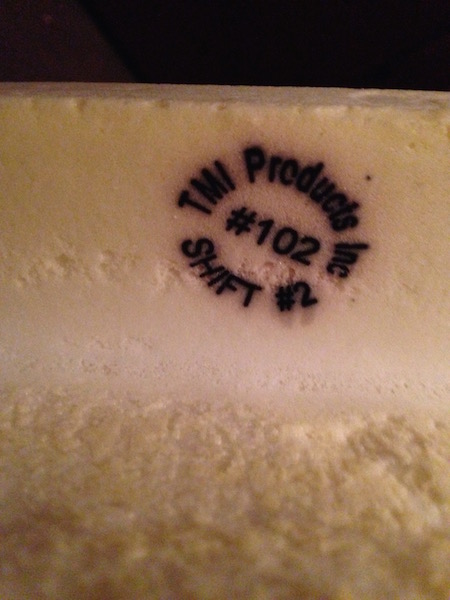 TMI Products Inc
#102
SHIFT #2